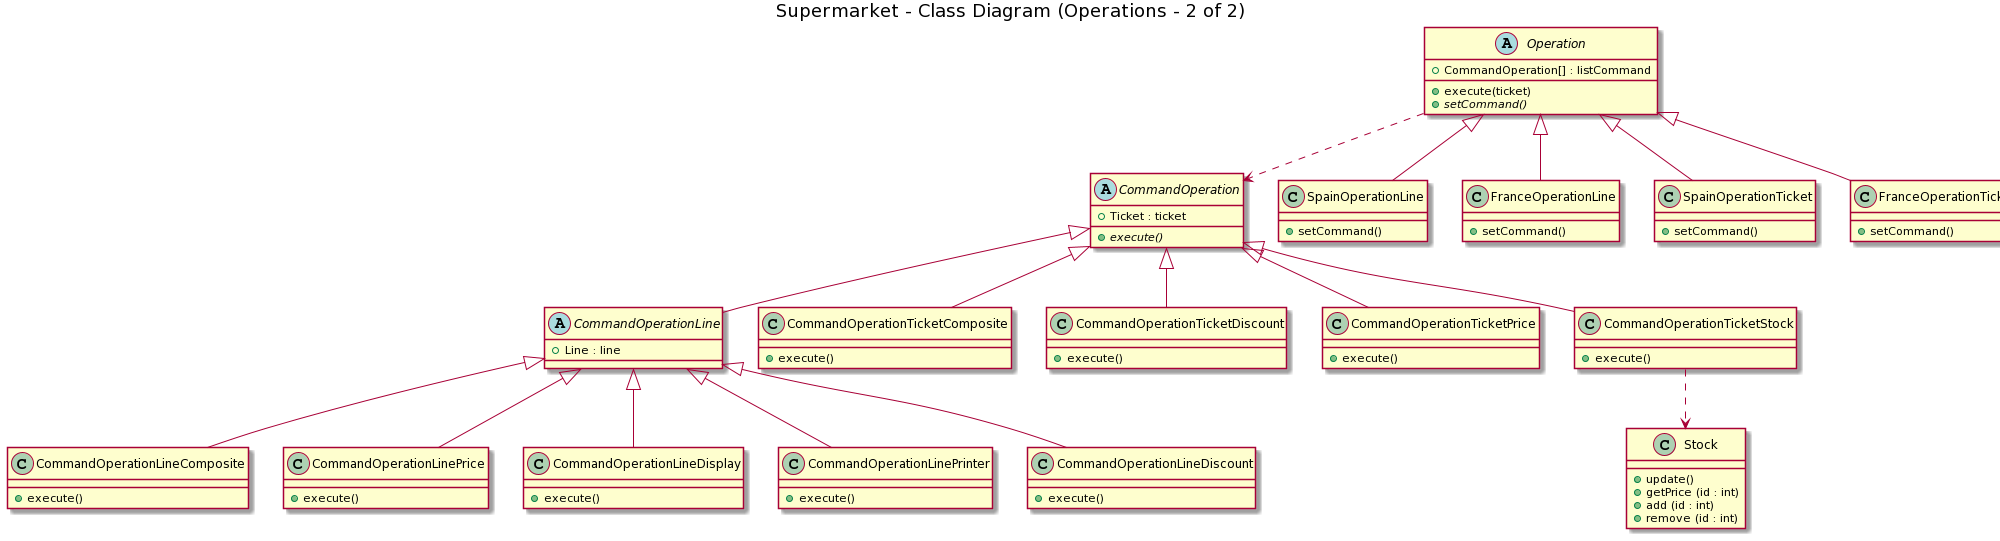 Supermarket - Class Diagram (Operations - 2 of 2)
A Operation
CommandOperation[] : listCommand
execute(ticket)
setCommand()
A CommandOperation
Ticket : ticket
execute()
C SpainOperationLine
setCommand()
C FranceOperationLine
setCommand()
C SpainOperationTicket
setCommand()
C FranceOperationTick
setCommand()
A CommandOperationLine
Line : line
C CommandOperationTicketComposite
execute()
C CommandOperationTicketDiscount
execute()
C CommandOperationTicketPrice
execute()
C CommandOperationTicketStock
execute()
C CommandOperationLineComposite
execute()
C CommandOperationLinePrice
execute()
C CommandOperationLineDisplay
execute()
C CommandOperationLinePrinter
execute()
C CommandOperationLineDiscount
execute()
C Stock
update()
getPrice (id : int)
add (id : int)
remove (id : int)